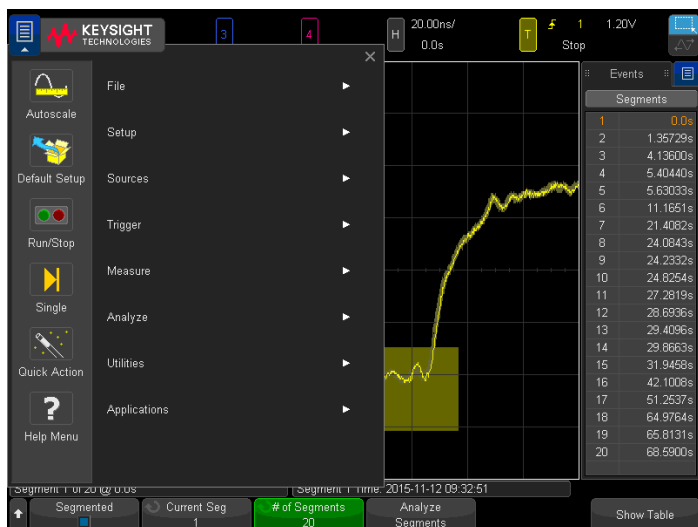 KEYSIGHT
TECHNOLOGIES
3
4
H
20.00ns/
0.0s
T
1
1.20V
Stop
File
Setup
Sources
Trigger
Measure
Analyze
Utilities
Applications
Autoscale
Default Setup
Run/Stop
Single
Quick Action
?
Help Menu
Events
Segments
1 0.0s
2 1.35729s
3 4.13600s
4 5.40440s
5 5.63033s
6 11.1651s
7 21.4082s
8 24.0843s
9 24.2332s
10 24.8254s
11 27.2819s
12 28.6936s
13 29.4096s
14 29.8663s
15 31.9458s
16 42.1008s
17 51.2537s
18 64.9764s
19 65.8131s
20 68.5900s
Segment 1 of 20 @ 0.0s
Segment 1 Time: 2015-11-12 09:32:51
Segmented
Current Seg
1
# of Segments
20
Analyze
Segments
Show Table